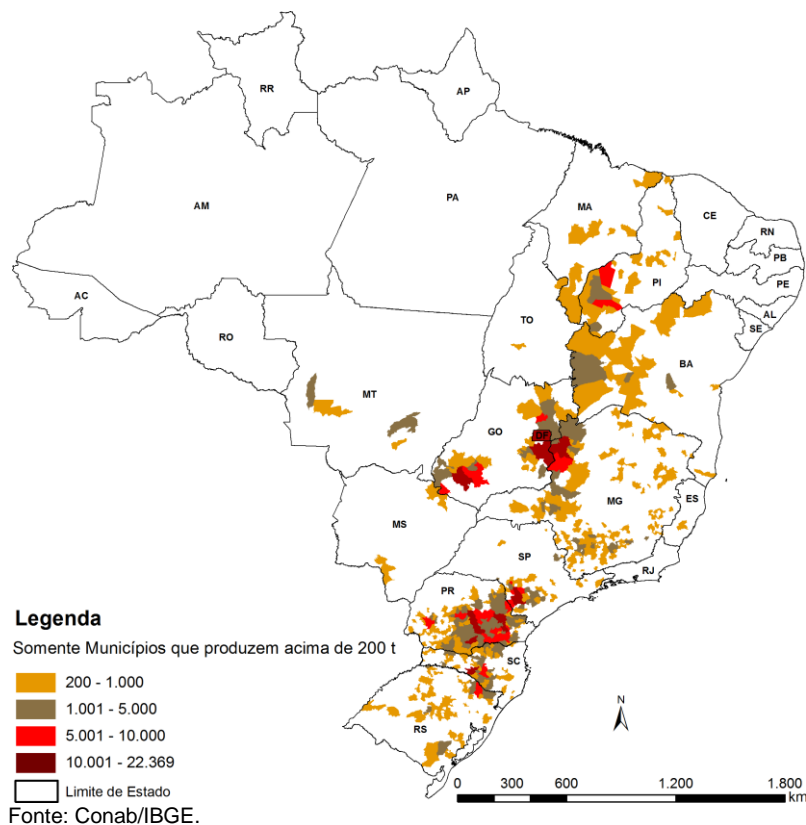 RR
AP
AM
PA
MA
CE
RN
PB
PE
PI
AC
AL
TO
SE
RO
BA
MT
GO
DF
MG
ES
MS
SP
RJ
PR
SC
RS
Legenda
Somente Municípios que produzem acima de 200 t
200 - 1.000
1.001 - 5.000
5.001 - 10.000
10.001 - 22.369
Limite de Estado
N
0 300 600 1.200 1.800
km
Fonte: Conab/IBGE.